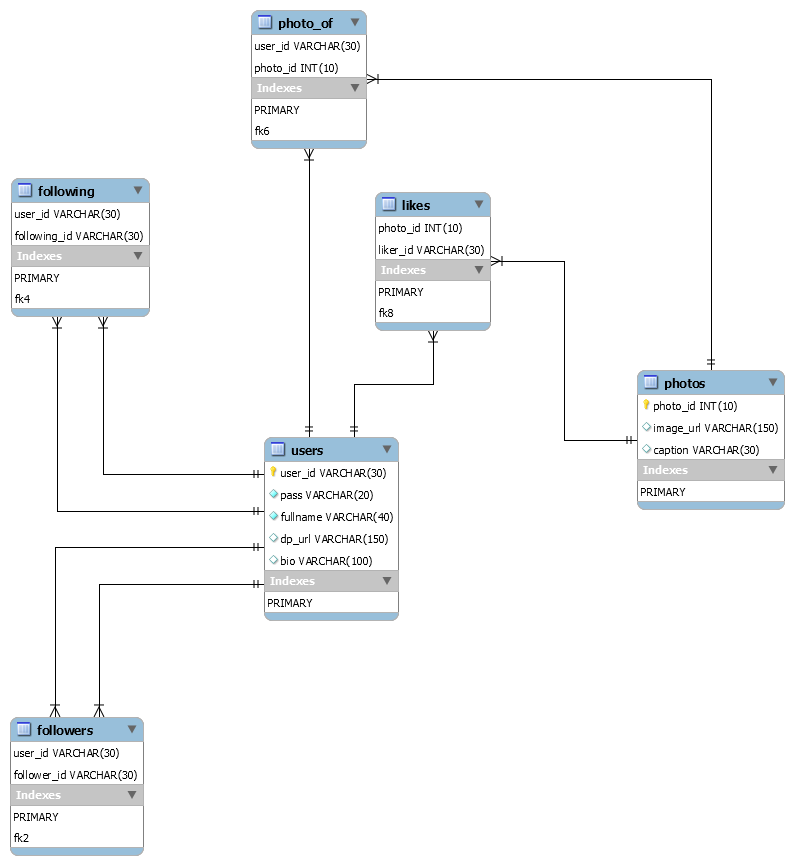 photo_of
user_id VARCHAR(30)
photo_id INT(10)
Indexes
PRIMARY
fk6
following
user_id VARCHAR(30)
following_id VARCHAR(30)
Indexes
PRIMARY
fk4
likes
photo_id INT(10)
liker_id VARCHAR(30)
Indexes
PRIMARY
fk8
photos
photo_id INT(10)
image_url VARCHAR(150)
caption VARCHAR(30)
Indexes
PRIMARY
users
user_id VARCHAR(30)
pass VARCHAR(20)
fullname VARCHAR(40)
dp_url VARCHAR(150)
bio VARCHAR(100)
Indexes
PRIMARY
followers
user_id VARCHAR(30)
follower_id VARCHAR(30)
Indexes
PRIMARY
fk2